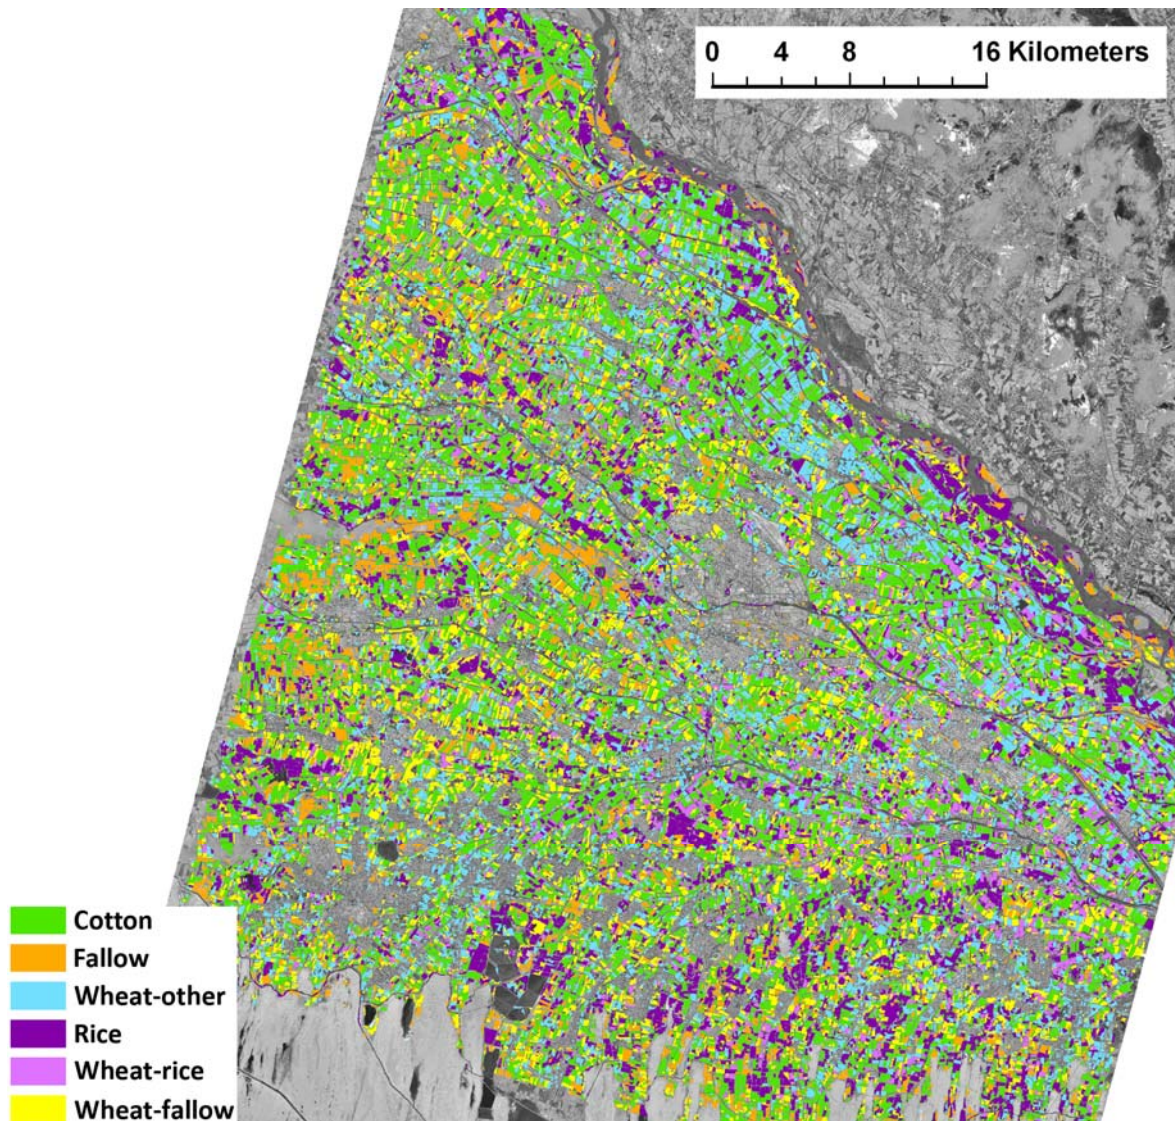 0 4 8 16 Kilometers
Cotton
Fallow
Wheat-other
Rice
Wheat-rice
Wheat-fallow